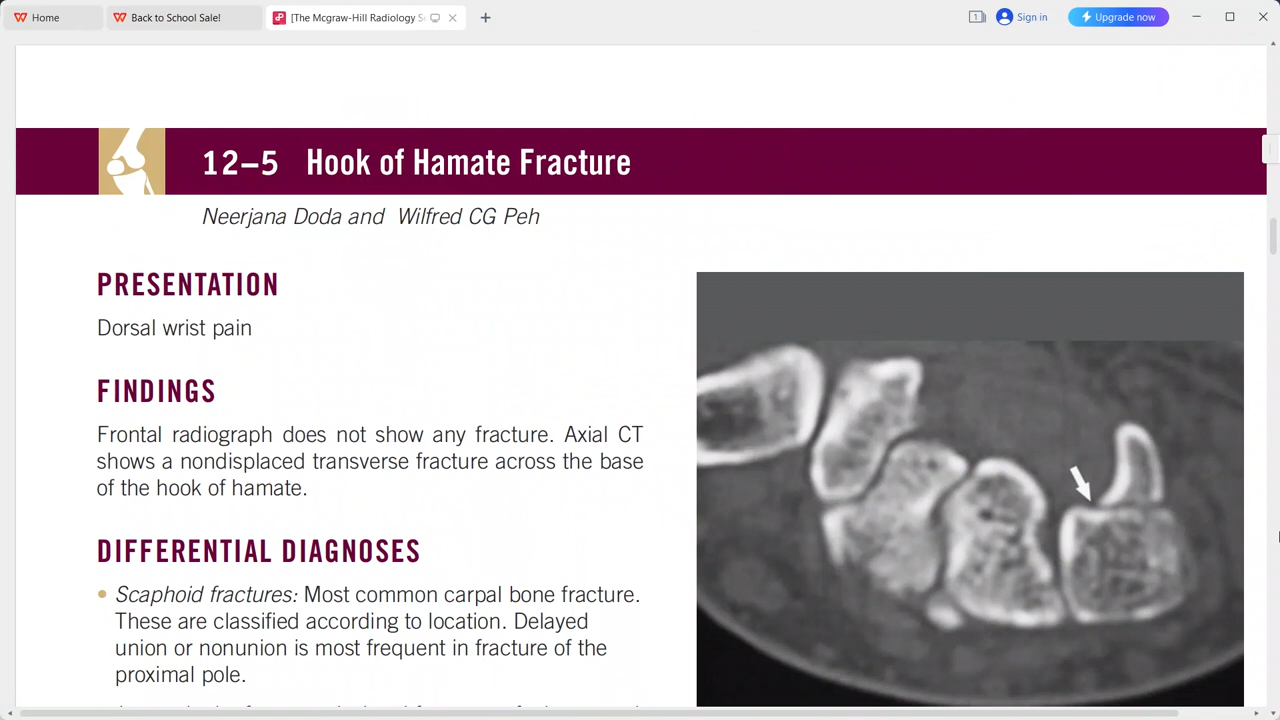 Home
Back to School Sale!
[The Mcgraw-Hill Radiology S
1
Sign in
Upgrade now
12–5 Hook of Hamate Fracture
Neerjana Doda and Wilfred CG Peh
PRESENTATION
Dorsal wrist pain
FINDINGS
Frontal radiograph does not show any fracture. Axial CT
shows a nondisplaced transverse fracture across the base
of the hook of hamate.
DIFFERENTIAL DIAGNOSES
• Scaphoid fractures: Most common carpal bone fracture.
These are classified according to location. Delayed
union or nonunion is most frequent in fracture of the
proximal pole.